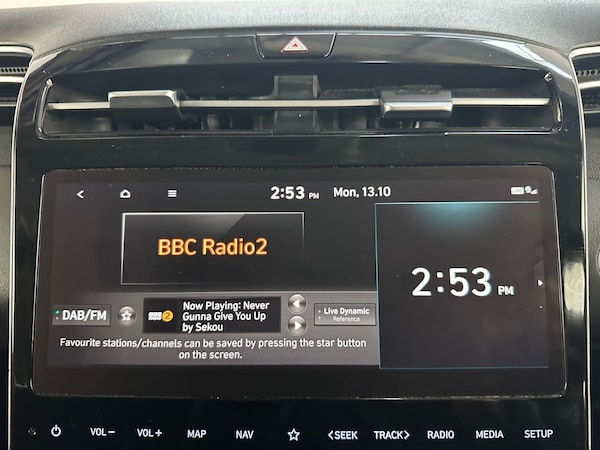 2:53 PM Mon, 13.10
BBC Radio2
2:53 PM
DAB/FM
2
Now Playing: Never
Gunna Give You Up
by Sekou
Live Dynamic
Reference
Favourite stations/channels can be saved by pressing the star button
on the screen.
VOL− VOL+ MAP NAV <SEEK TRACK> RADIO MEDIA SETUP